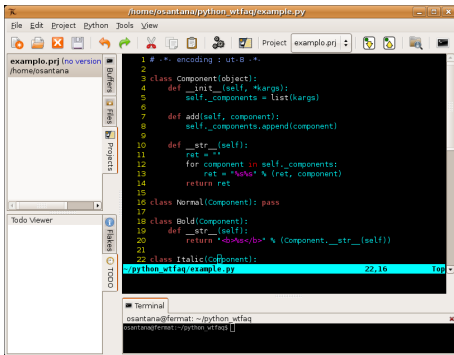 /home/osantana/python_wtfaq/example.py
File Edit Project Python Tools View
Project examplo.prj
examplo.prj (no version
/home/osantana
Buffers
Files
Projects
Todo Viewer
Flakes
TODO
1 # -*- encoding : ut-8 -*-
2
3 class Component(object):
4 def __init__(self, *kargs):
5 self._components = list(kargs)
6
7 def add(self, component):
8 self._components.append(component)
9
10 def __str__(self):
11 ret = ""
12 for component in self._components:
13 ret = "%s%s" % (ret, component)
14 return ret
15
16 class Normal(Component): pass
17
18 class Bold(Component):
19 def __str__(self):
20 return "<b>%s</b>" % (Component.__str__(self))
21
22 class Italic(Component):
~/python_wtfaq/example.py 22,16 Top
Terminal
osantana@fermat: ~/python_wtfaq
osantana@fermat:~/python_wtfaq$